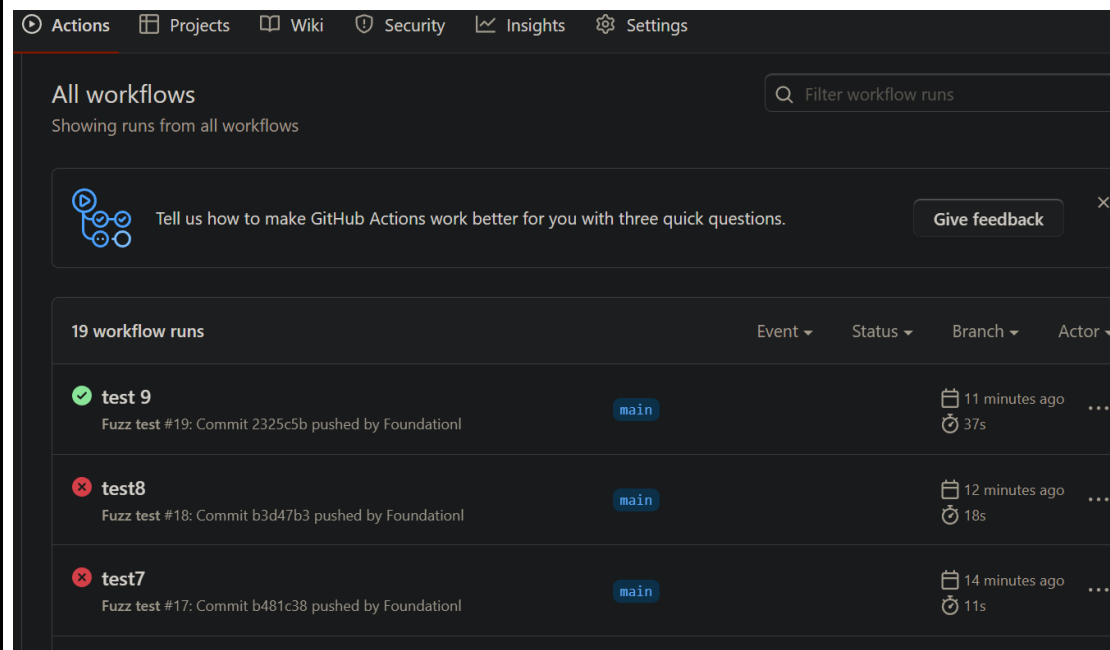 Actions Projects Wiki Security Insights Settings
All workflows
Filter workflow runs
Showing runs from all workflows
Tell us how to make GitHub Actions work better for you with three quick questions.
Give feedback
19 workflow runs
Event Status Branch Actor
test 9
Fuzz test #19: Commit 2325c5b pushed by Foundationl
main
11 minutes ago
37s
test8
Fuzz test #18: Commit b3d47b3 pushed by Foundationl
main
12 minutes ago
18s
test7
Fuzz test #17: Commit b481c38 pushed by Foundationl
main
14 minutes ago
11s